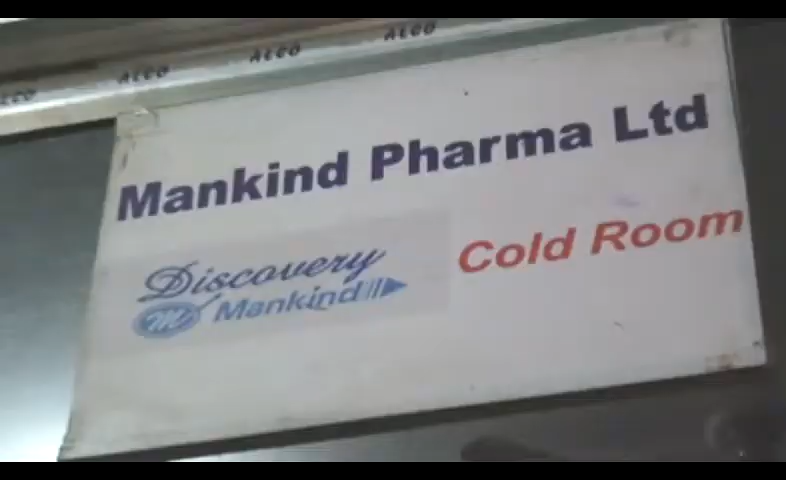 ALCO ALCO ALCO
Mankind Pharma Ltd
Discovery
Mankind
Cold Room